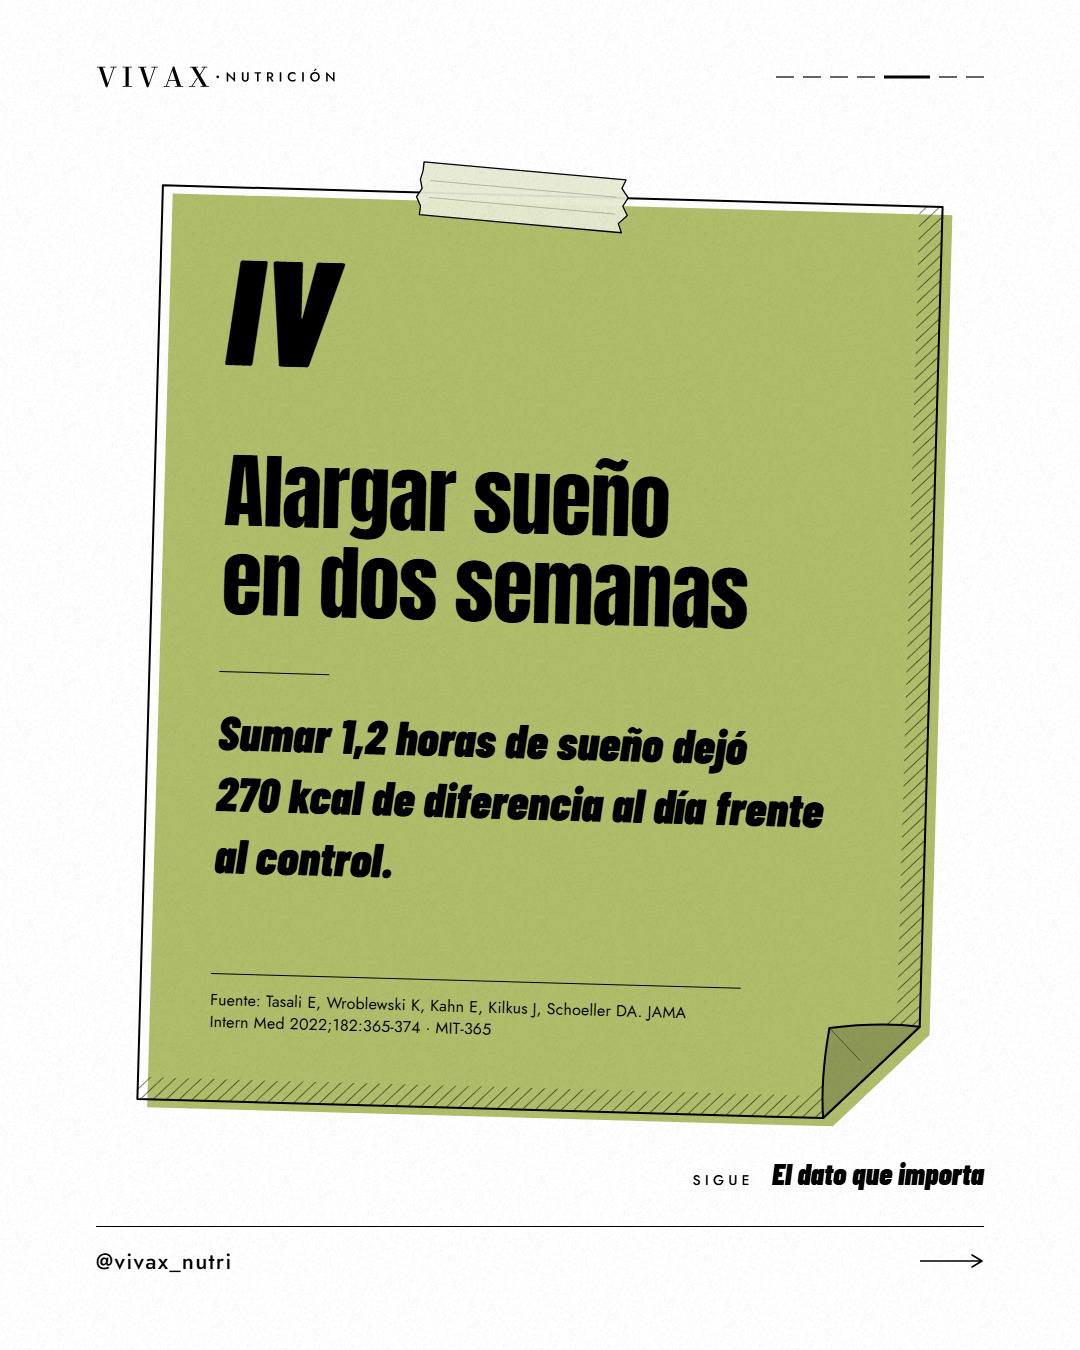 VIVAX·NUTRICIÓN
IV
Alargar sueño
en dos semanas
Sumar 1,2 horas de sueño dejó
270 kcal de diferencia al día frente
al control.
Fuente: Tasali E, Wroblewski K, Kahn E, Kilkus J, Schoeller DA. JAMA
Intern Med 2022;182:365-374 · MIT-365
SIGUE El dato que importa
@vivax_nutri